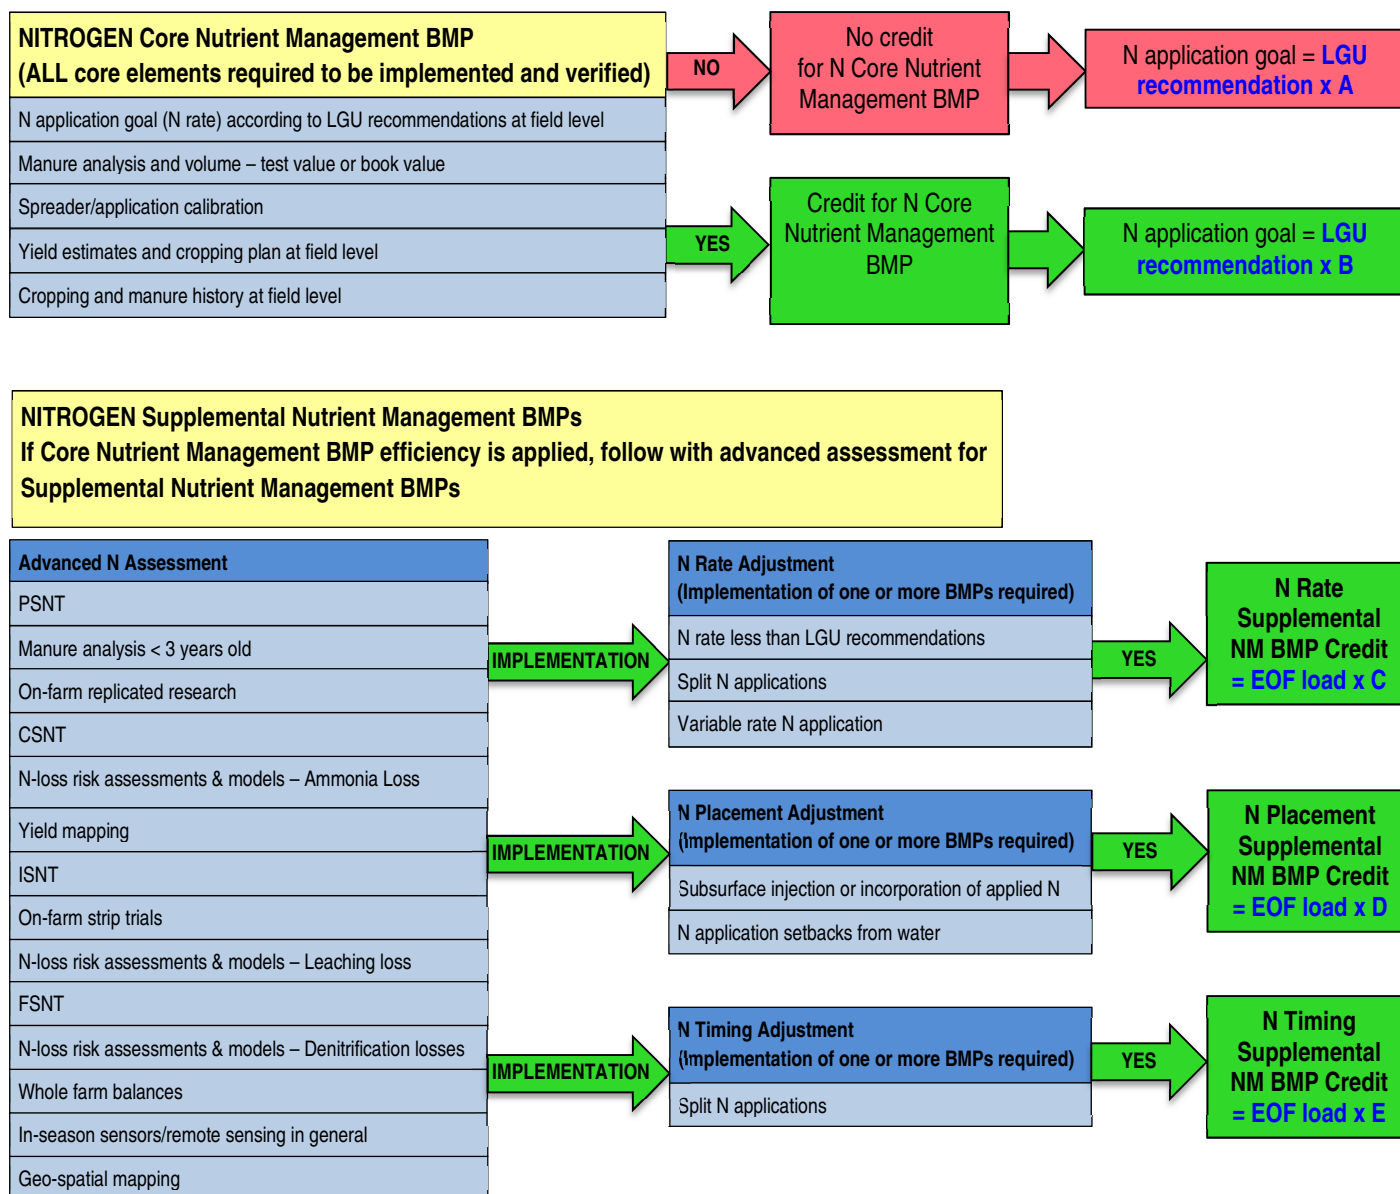 NITROGEN Core Nutrient Management BMP
(ALL core elements required to be implemented and verified)
N application goal (N rate) according to LGU recommendations at field level
Manure analysis and volume – test value or book value
Spreader/application calibration
Yield estimates and cropping plan at field level
Cropping and manure history at field level
NO
No credit
for N Core Nutrient
Management BMP
N application goal = LGU
recommendation x A
YES
Credit for N Core
Nutrient Management
BMP
N application goal = LGU
recommendation x B
NITROGEN Supplemental Nutrient Management BMPs
If Core Nutrient Management BMP efficiency is applied, follow with advanced assessment for
Supplemental Nutrient Management BMPs
Advanced N Assessment
PSNT
Manure analysis < 3 years old
On-farm replicated research
CSNT
N-loss risk assessments & models – Ammonia Loss
Yield mapping
ISNT
On-farm strip trials
N-loss risk assessments & models – Leaching loss
FSNT
N-loss risk assessments & models – Denitrification losses
Whole farm balances
In-season sensors/remote sensing in general
Geo-spatial mapping
IMPLEMENTATION
N Rate Adjustment
(Implementation of one or more BMPs required)
N rate less than LGU recommendations
Split N applications
Variable rate N application
YES
N Rate
Supplemental
NM BMP Credit
= EOF load x C
IMPLEMENTATION
N Placement Adjustment
(Implementation of one or more BMPs required)
Subsurface injection or incorporation of applied N
N application setbacks from water
YES
N Placement
Supplemental
NM BMP Credit
= EOF load x D
IMPLEMENTATION
N Timing Adjustment
(Implementation of one or more BMPs required)
Split N applications
YES
N Timing
Supplemental
NM BMP Credit
= EOF load x E